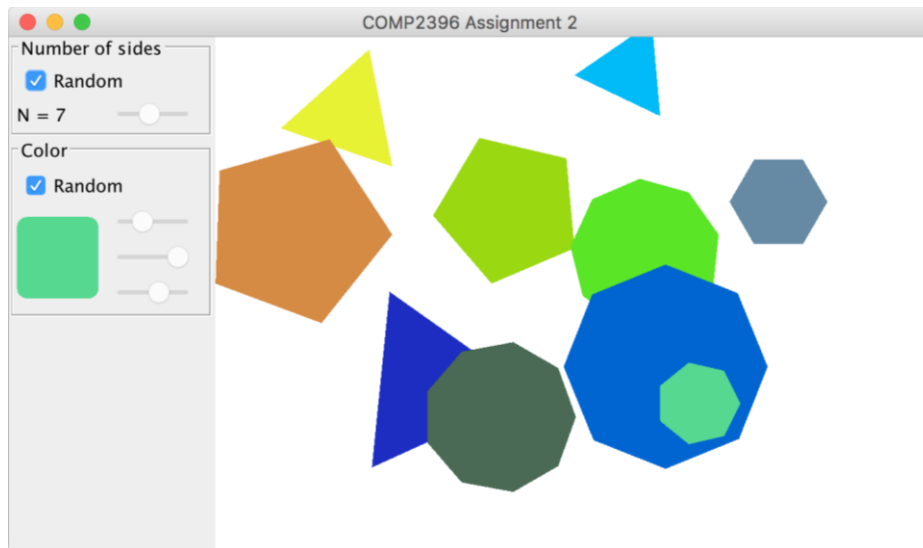 COMP2396 Assignment 2
Number of sides
Random
N = 7
Color
Random